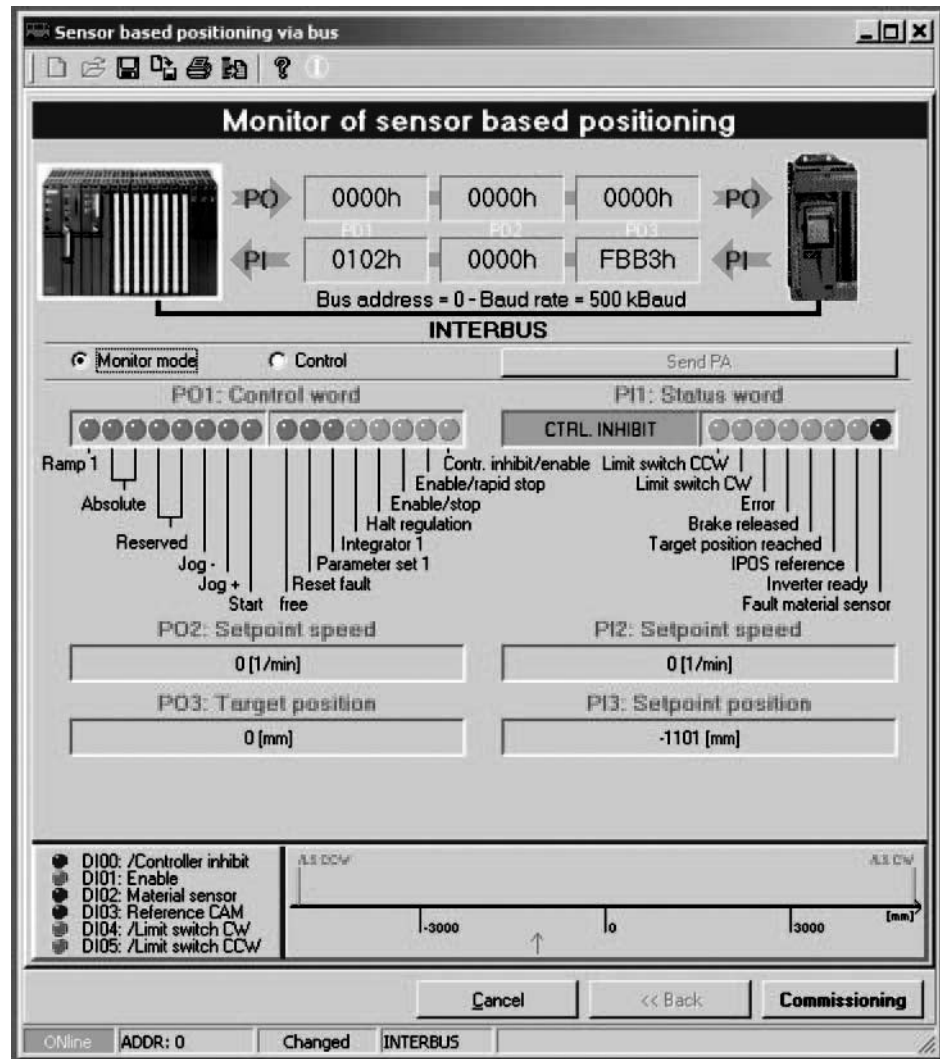 Sensor based positioning via bus
Monitor of sensor based positioning
PO 0000h 0000h 0000h PO
PO1 PO2 PO3
PI 0102h 0000h FBB3h PI
Bus address = 0 - Baud rate = 500 kBaud
INTERBUS
Monitor mode Control Send PA
PO1: Control word PI1: Status word
CTRL. INHIBIT
Ramp 1 Contr. inhibit/enable Limit switch CCW
Enable/rapid stop Limit switch CW
Absolute Enable/stop Error
Halt regulation Brake released
Reserved Integrator 1 Target position reached
Jog - Parameter set 1 IPOS reference
Jog + Reset fault Inverter ready
Start free Fault material sensor
PO2: Setpoint speed PI2: Setpoint speed
0 [1/min] 0 [1/min]
PO3: Target position PI3: Setpoint position
0 [mm] -1101 [mm]
DI00: /Controller inhibit
DI01: Enable
DI02: Material sensor
DI03: Reference CAM
DI04: /Limit switch CW
DI05: /Limit switch CCW
/LS CCW /LS CW
-3000 0 3000 [mm]
Cancel << Back Commissioning
ONline ADDR: 0 Changed INTERBUS